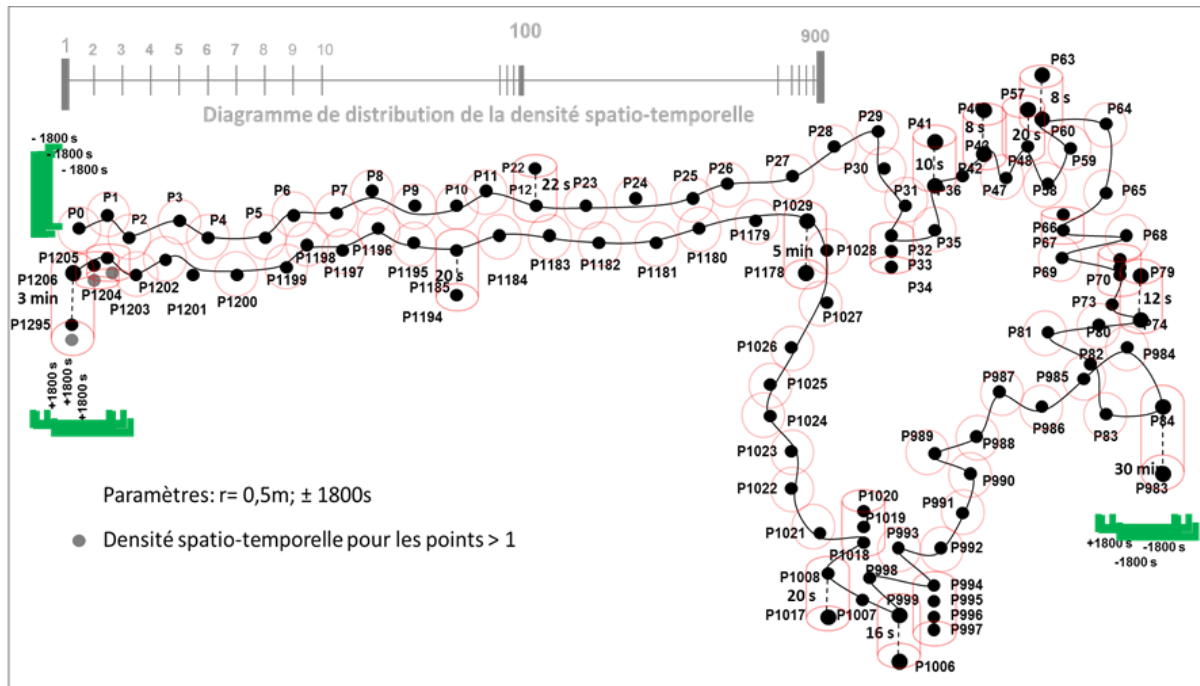 1 2 3 4 5 6 7 8 9 10 100 900
Diagramme de distribution de la densité spatio-temporelle
- 1800 s
- 1800 s
- 1800 s
P0
P1
P2
P3
P4
P5
P6
P7
P8
P9
P10
P11
P12
P22
22 s
P23
P24
P25
P26
P27
P28
P29
P30
P31
P32
P33
P34
P35
P36
P41
10 s
P42
P43
8 s
P47
P48
P57
20 s
P58
P59
P60
P63
8 s
P64
P65
P66
P67
P68
P69
P70
P73
P74
P79
12 s
P80
P81
P82
P83
P84
30 min
P983
P984
P985
P986
P987
P988
P989
P990
P991
P992
P993
P994
P995
P996
P997
P998
P999
16 s
P1006
P1007
P1008
20 s
P1017
P1018
P1019
P1020
P1021
P1022
P1023
P1024
P1025
P1026
P1027
P1028
P1029
5 min
P1178
P1179
P1180
P1181
P1182
P1183
P1184
20 s
P1185
P1194
P1195
P1196
P1197
P1198
P1199
P1200
P1201
P1202
P1203
P1204
P1205
P1206
3 min
P1295
+1800 s
+1800 s
+1800 s
+1800 s
-1800 s
-1800 s
Paramètres: r= 0,5m; ± 1800s
Densité spatio-temporelle pour les points > 1